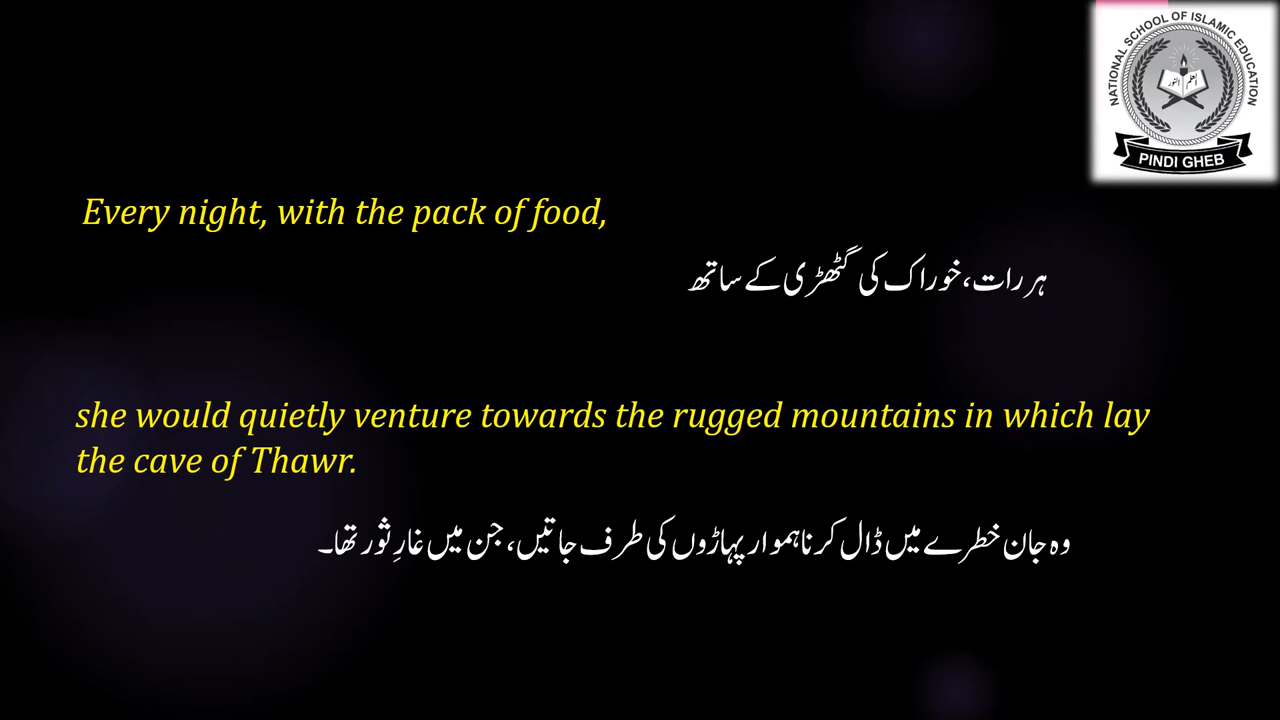 NATIONAL SCHOOL OF ISLAMIC EDUCATION
PINDI GHEB
Every night, with the pack of food,
ہر رات، خوراک کی گٹھڑی کے ساتھ
she would quietly venture towards the rugged mountains in which lay
the cave of Thawr.
وہ جان خطرے میں ڈال کر ناہموار پہاڑوں کی طرف جاتیں، جن میں غارِ ثور تھا۔